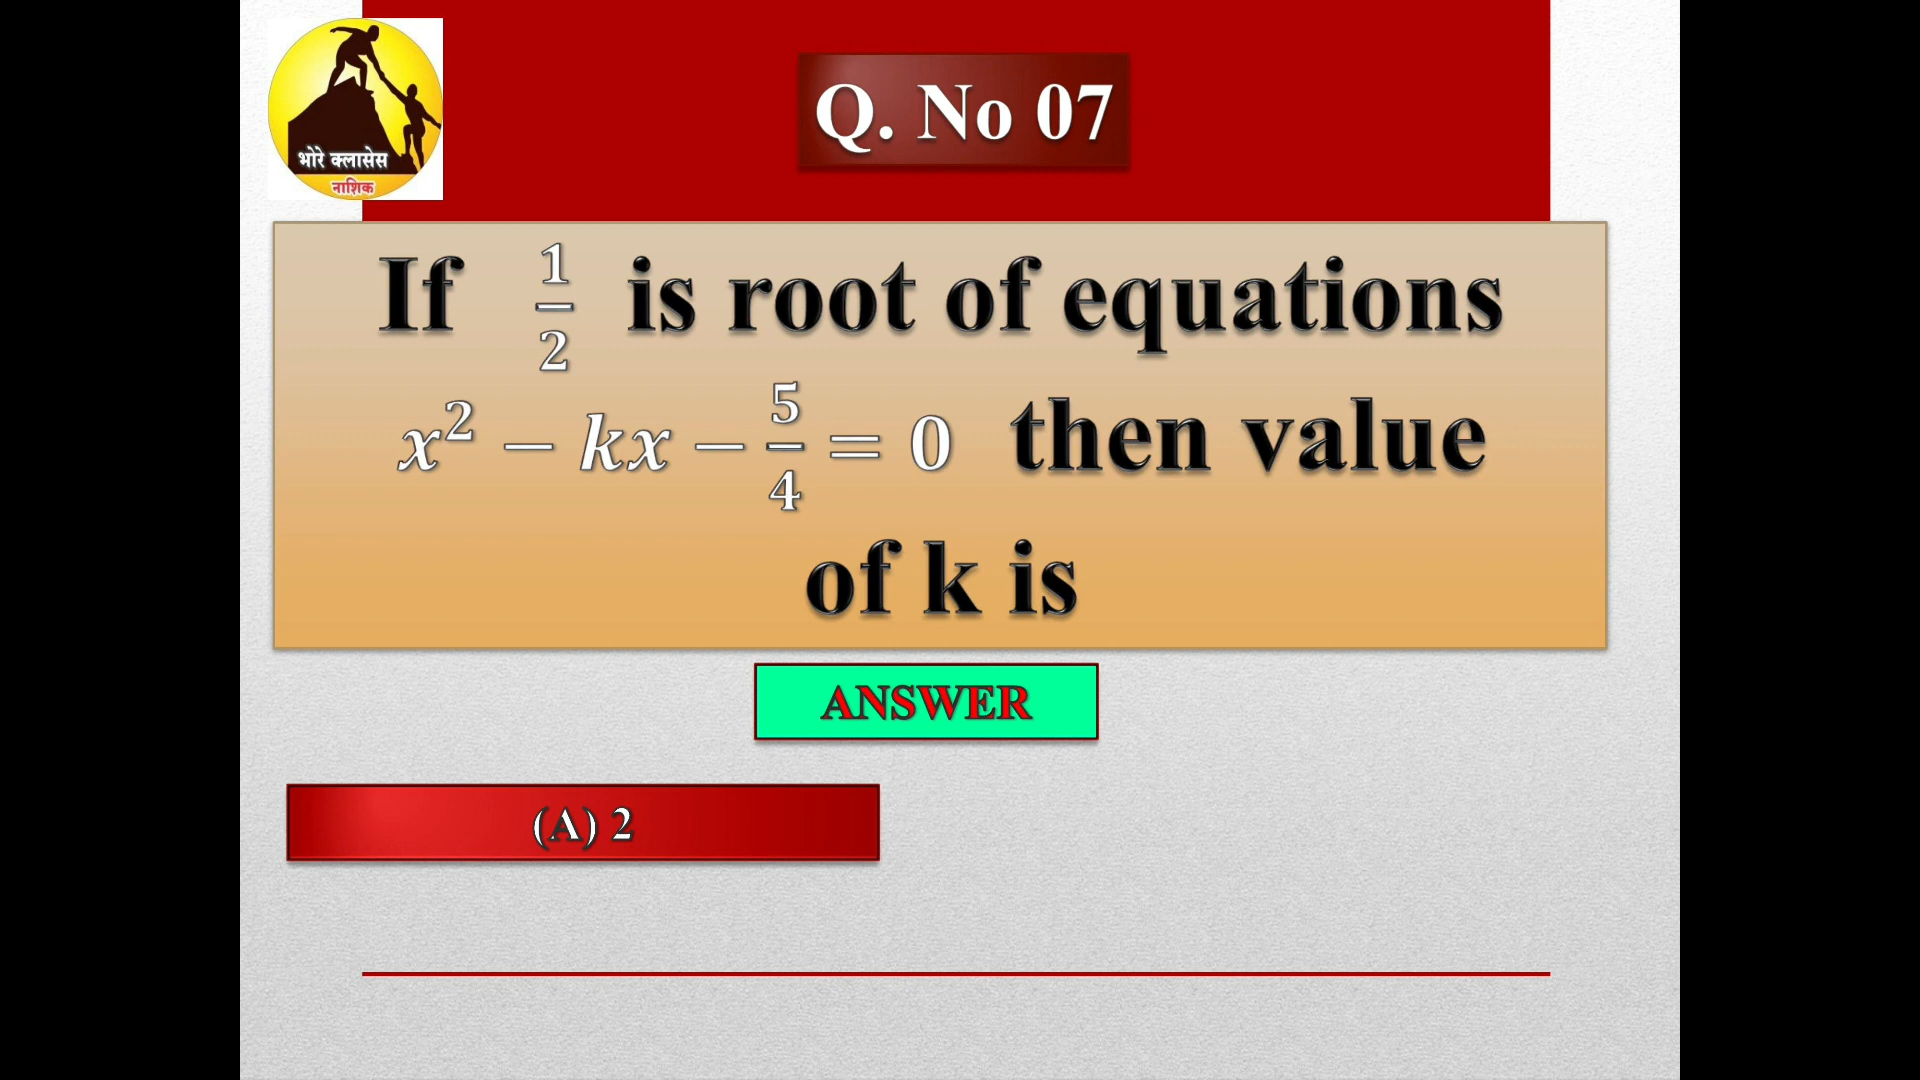 भोरे क्लासेस
नाशिक
Q. No 07
If 1/2 is root of equations
x² − kx − 5/4 = 0 then value
of k is
ANSWER
(A) 2